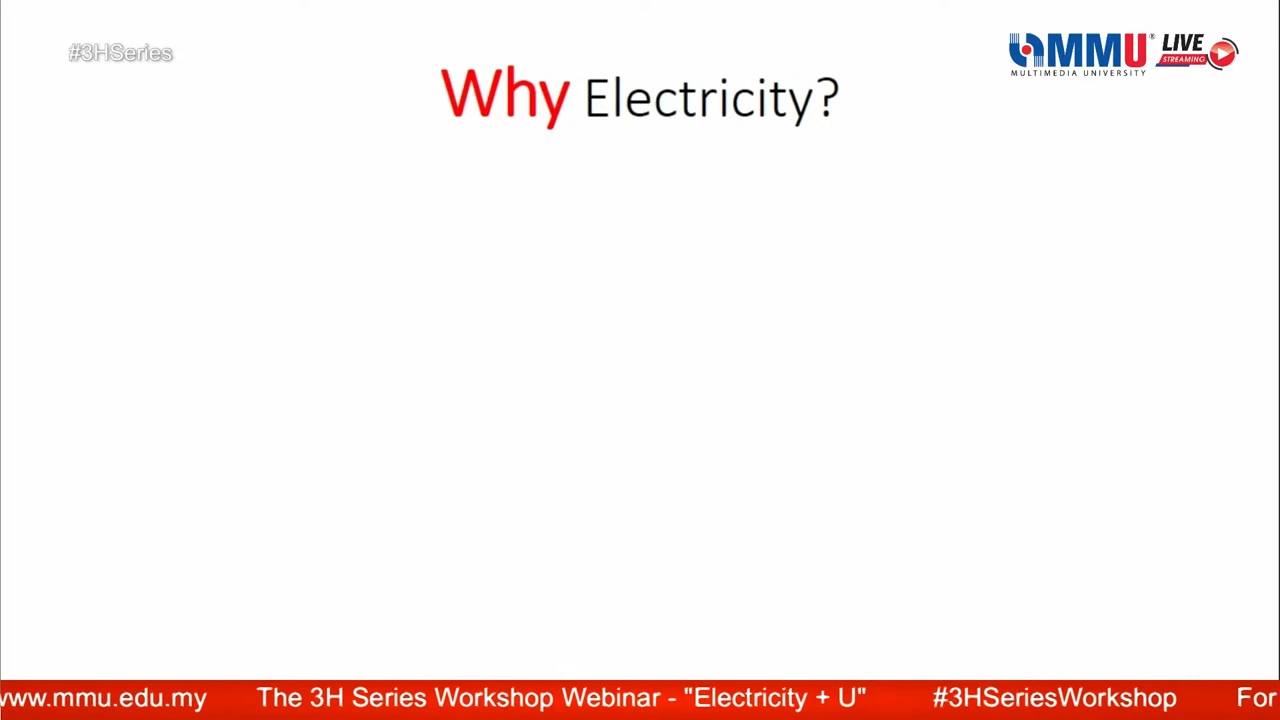 #3HSeries
MMU® LIVE
STREAMING
MULTIMEDIA UNIVERSITY
Why Electricity?
www.mmu.edu.my The 3H Series Workshop Webinar - "Electricity + U" #3HSeriesWorkshop For